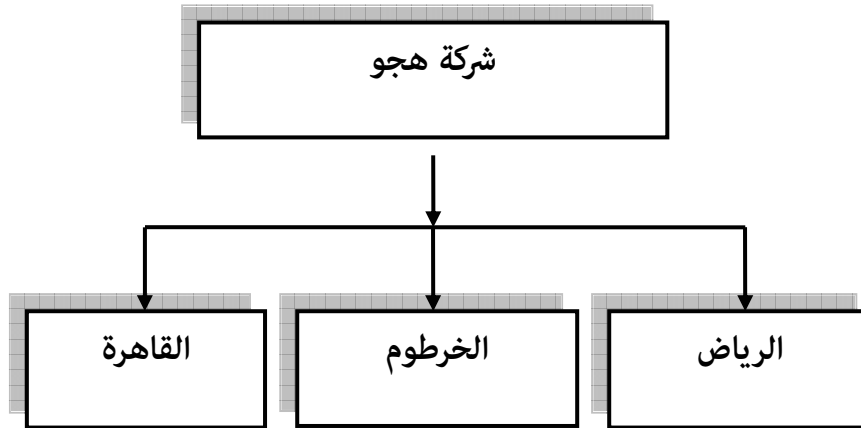 شركة هجو
الرياض
الخرطوم
القاهرة